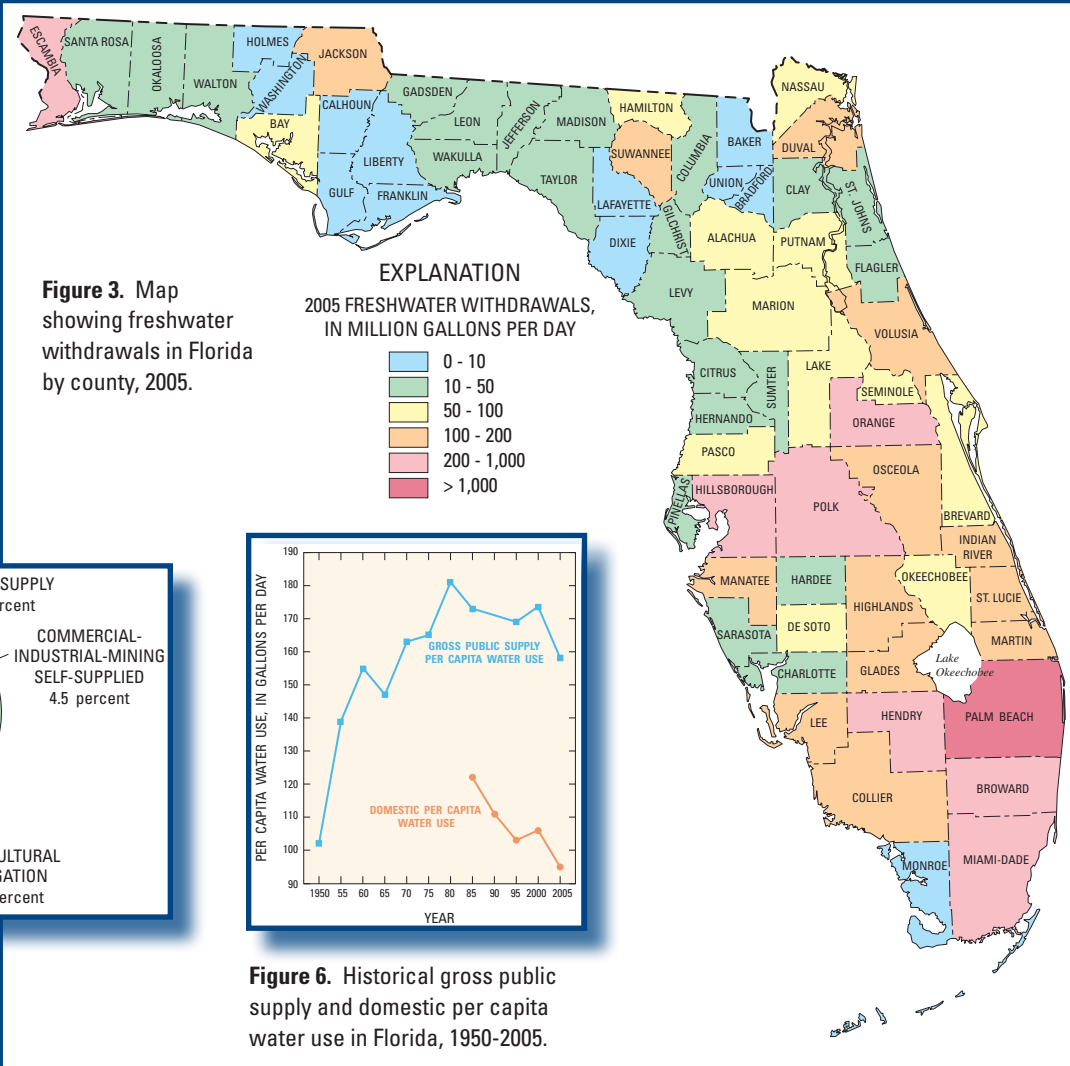 ESCAMBIA
SANTA ROSA
OKALOOSA
WALTON
HOLMES
WASHINGTON
JACKSON
BAY
CALHOUN
GULF
LIBERTY
FRANKLIN
GADSDEN
LEON
WAKULLA
JEFFERSON
MADISON
TAYLOR
HAMILTON
SUWANNEE
LAFAYETTE
DIXIE
COLUMBIA
GILCHRIST
BAKER
UNION
BRADFORD
NASSAU
DUVAL
CLAY
ST. JOHNS
ALACHUA
PUTNAM
FLAGLER
LEVY
MARION
VOLUSIA
CITRUS
SUMTER
LAKE
HERNANDO
SEMINOLE
ORANGE
PASCO
OSCEOLA
PINELLAS
HILLSBOROUGH
POLK
BREVARD
INDIAN
RIVER
MANATEE
HARDEE
OKEECHOBEE
HIGHLANDS
ST. LUCIE
SARASOTA
DE SOTO
MARTIN
CHARLOTTE
GLADES
Lake
Okeechobee
LEE
HENDRY
PALM BEACH
COLLIER
BROWARD
MONROE
MIAMI-DADE
Figure 3. Map
showing freshwater
withdrawals in Florida
by county, 2005.
EXPLANATION
2005 FRESHWATER WITHDRAWALS,
IN MILLION GALLONS PER DAY
0 - 10
10 - 50
50 - 100
100 - 200
200 - 1,000
> 1,000
SUPPLY
rcent
COMMERCIAL-
INDUSTRIAL-MINING
SELF-SUPPLIED
4.5 percent
ULTURAL
GATION
ercent
PER CAPITA WATER USE, IN GALLONS PER DAY
190
180
170
160
150
140
130
120
110
100
90
GROSS PUBLIC SUPPLY
PER CAPITA WATER USE
DOMESTIC PER CAPITA
WATER USE
1950 55 60 65 70 75 80 85 90 95 2000 2005
YEAR
Figure 6. Historical gross public
supply and domestic per capita
water use in Florida, 1950-2005.